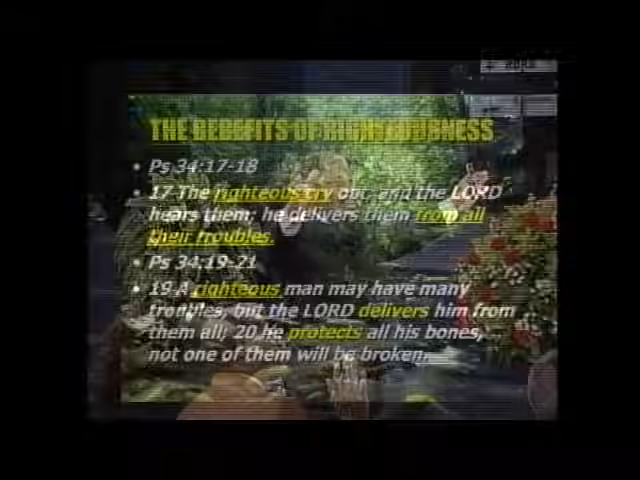 THE BENEFITS OF RIGHTEOUSNESS
• Ps 34:17-18
• 17 The righteous cry out, and the LORD
hears them; he delivers them from all
their troubles.
• Ps 34:19-21
• 19 A righteous man may have many
troubles, but the LORD delivers him from
them all; 20 he protects all his bones,
not one of them will be broken.